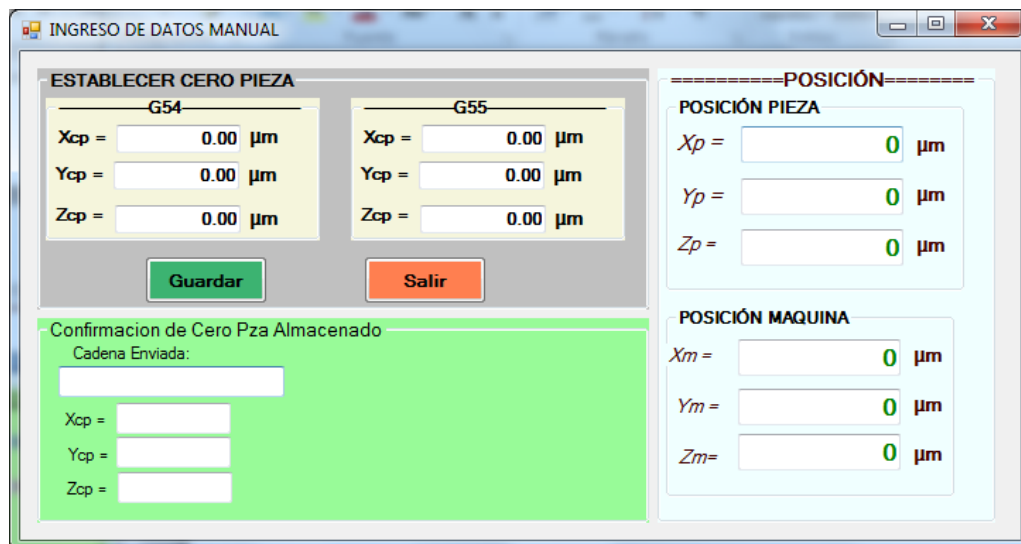 INGRESO DE DATOS MANUAL
ESTABLECER CERO PIEZA
G54
Xcp = 0.00 µm
Ycp = 0.00 µm
Zcp = 0.00 µm
G55
Xcp = 0.00 µm
Ycp = 0.00 µm
Zcp = 0.00 µm
Guardar Salir
Confirmacion de Cero Pza Almacenado
Cadena Enviada:
Xcp =
Ycp =
Zcp =
==========POSICIÓN========
POSICIÓN PIEZA
Xp = 0 µm
Yp = 0 µm
Zp = 0 µm
POSICIÓN MAQUINA
Xm = 0 µm
Ym = 0 µm
Zm= 0 µm